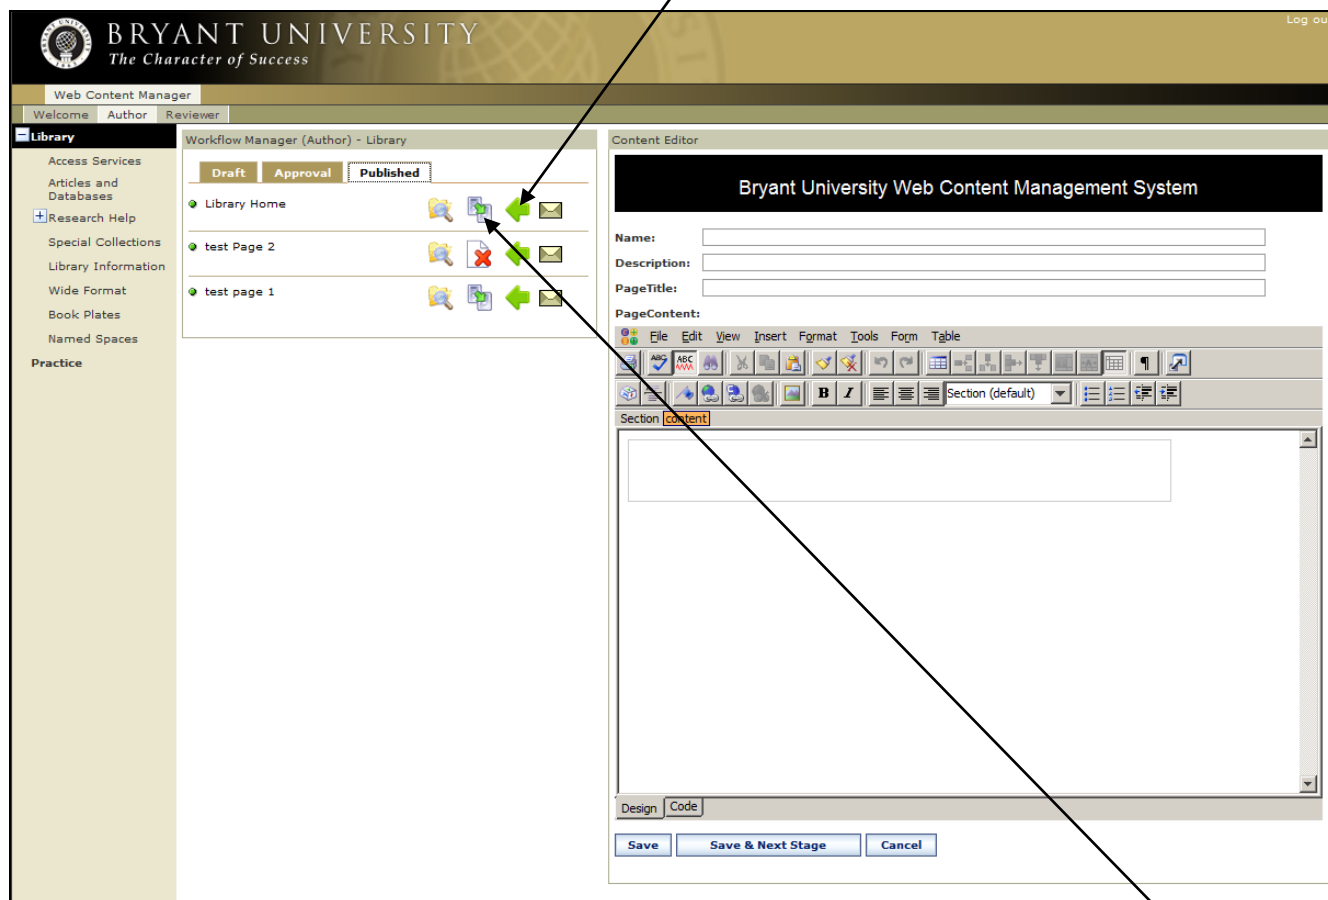 Log ou
BRYANT UNIVERSITY
The Character of Success
Web Content Manager
Welcome Author Reviewer
Library
Access Services
Articles and
Databases
Research Help
Special Collections
Library Information
Wide Format
Book Plates
Named Spaces
Practice
Workflow Manager (Author) - Library
Draft Approval Published
Library Home
test Page 2
test page 1
Content Editor
Bryant University Web Content Management System
Name:
Description:
PageTitle:
PageContent:
File Edit View Insert Format Tools Form Table
ABC ABC
B I Section (default)
Section content
Design Code
Save Save & Next Stage Cancel